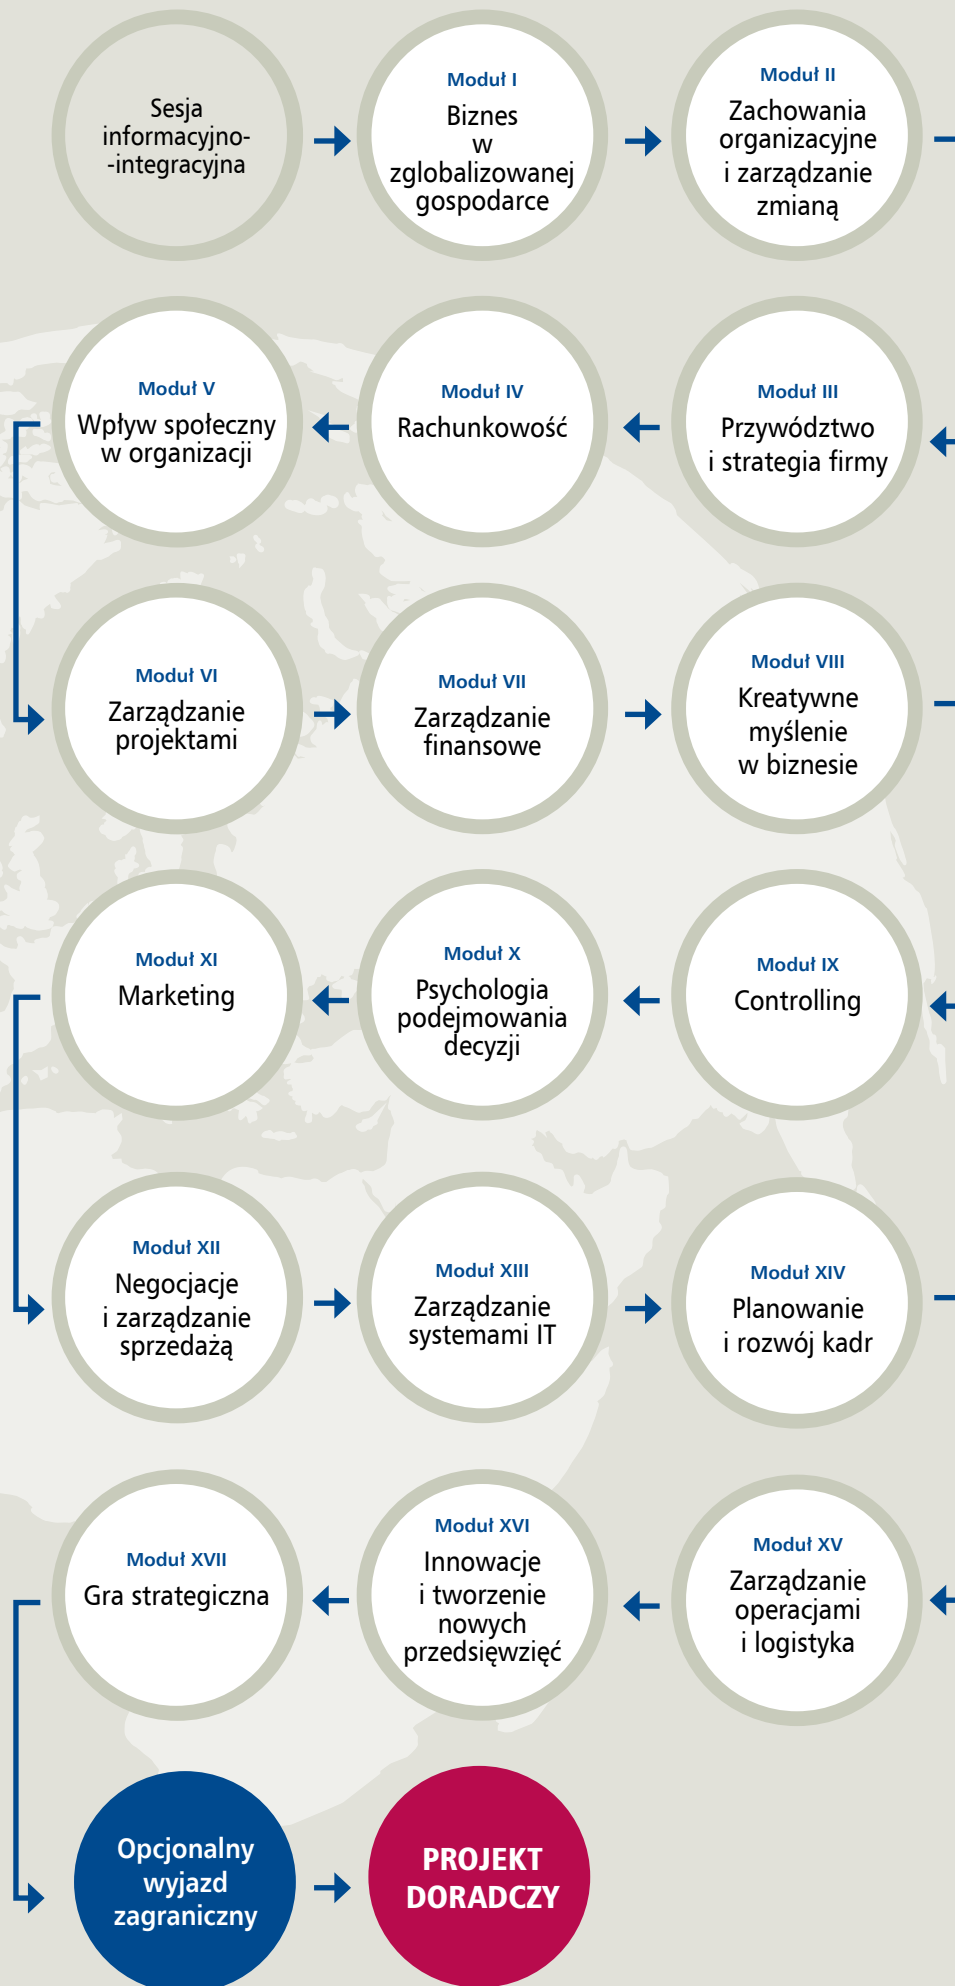 Sesja
informacyjno-
-integracyjna
Moduł I
Biznes
w
zglobalizowanej
gospodarce
Moduł II
Zachowania
organizacyjne
i zarządzanie
zmianą
Moduł III
Przywództwo
i strategia firmy
Moduł IV
Rachunkowość
Moduł V
Wpływ społeczny
w organizacji
Moduł VI
Zarządzanie
projektami
Moduł VII
Zarządzanie
finansowe
Moduł VIII
Kreatywne
myślenie
w biznesie
Moduł IX
Controlling
Moduł X
Psychologia
podejmowania
decyzji
Moduł XI
Marketing
Moduł XII
Negocjacje
i zarządzanie
sprzedażą
Moduł XIII
Zarządzanie
systemami IT
Moduł XIV
Planowanie
i rozwój kadr
Moduł XV
Zarządzanie
operacjami
i logistyka
Moduł XVI
Innowacje
i tworzenie
nowych
przedsięwzięć
Moduł XVII
Gra strategiczna
Opcjonalny
wyjazd
zagraniczny
PROJEKT
DORADCZY